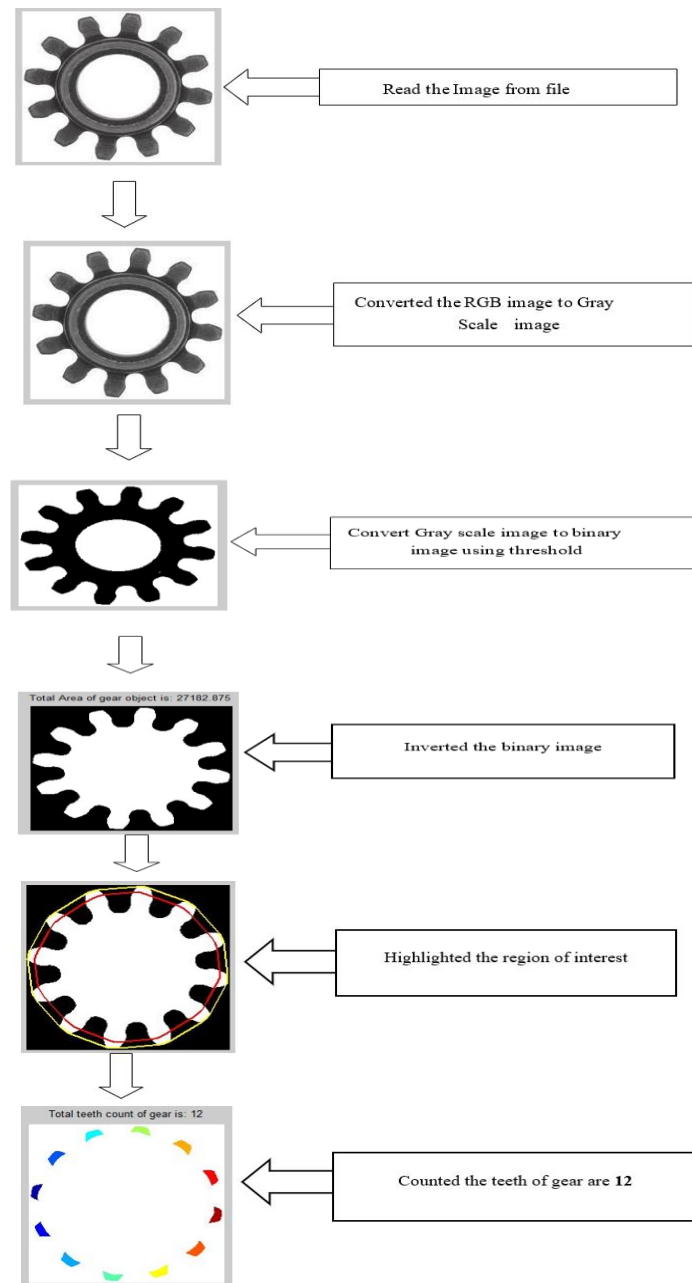 Read the Image from file
Converted the RGB image to Gray
Scale image
Convert Gray scale image to binary
image using threshold
Total Area of gear object is: 27182.875
Inverted the binary image
Highlighted the region of interest
Total teeth count of gear is: 12
Counted the teeth of gear are 12